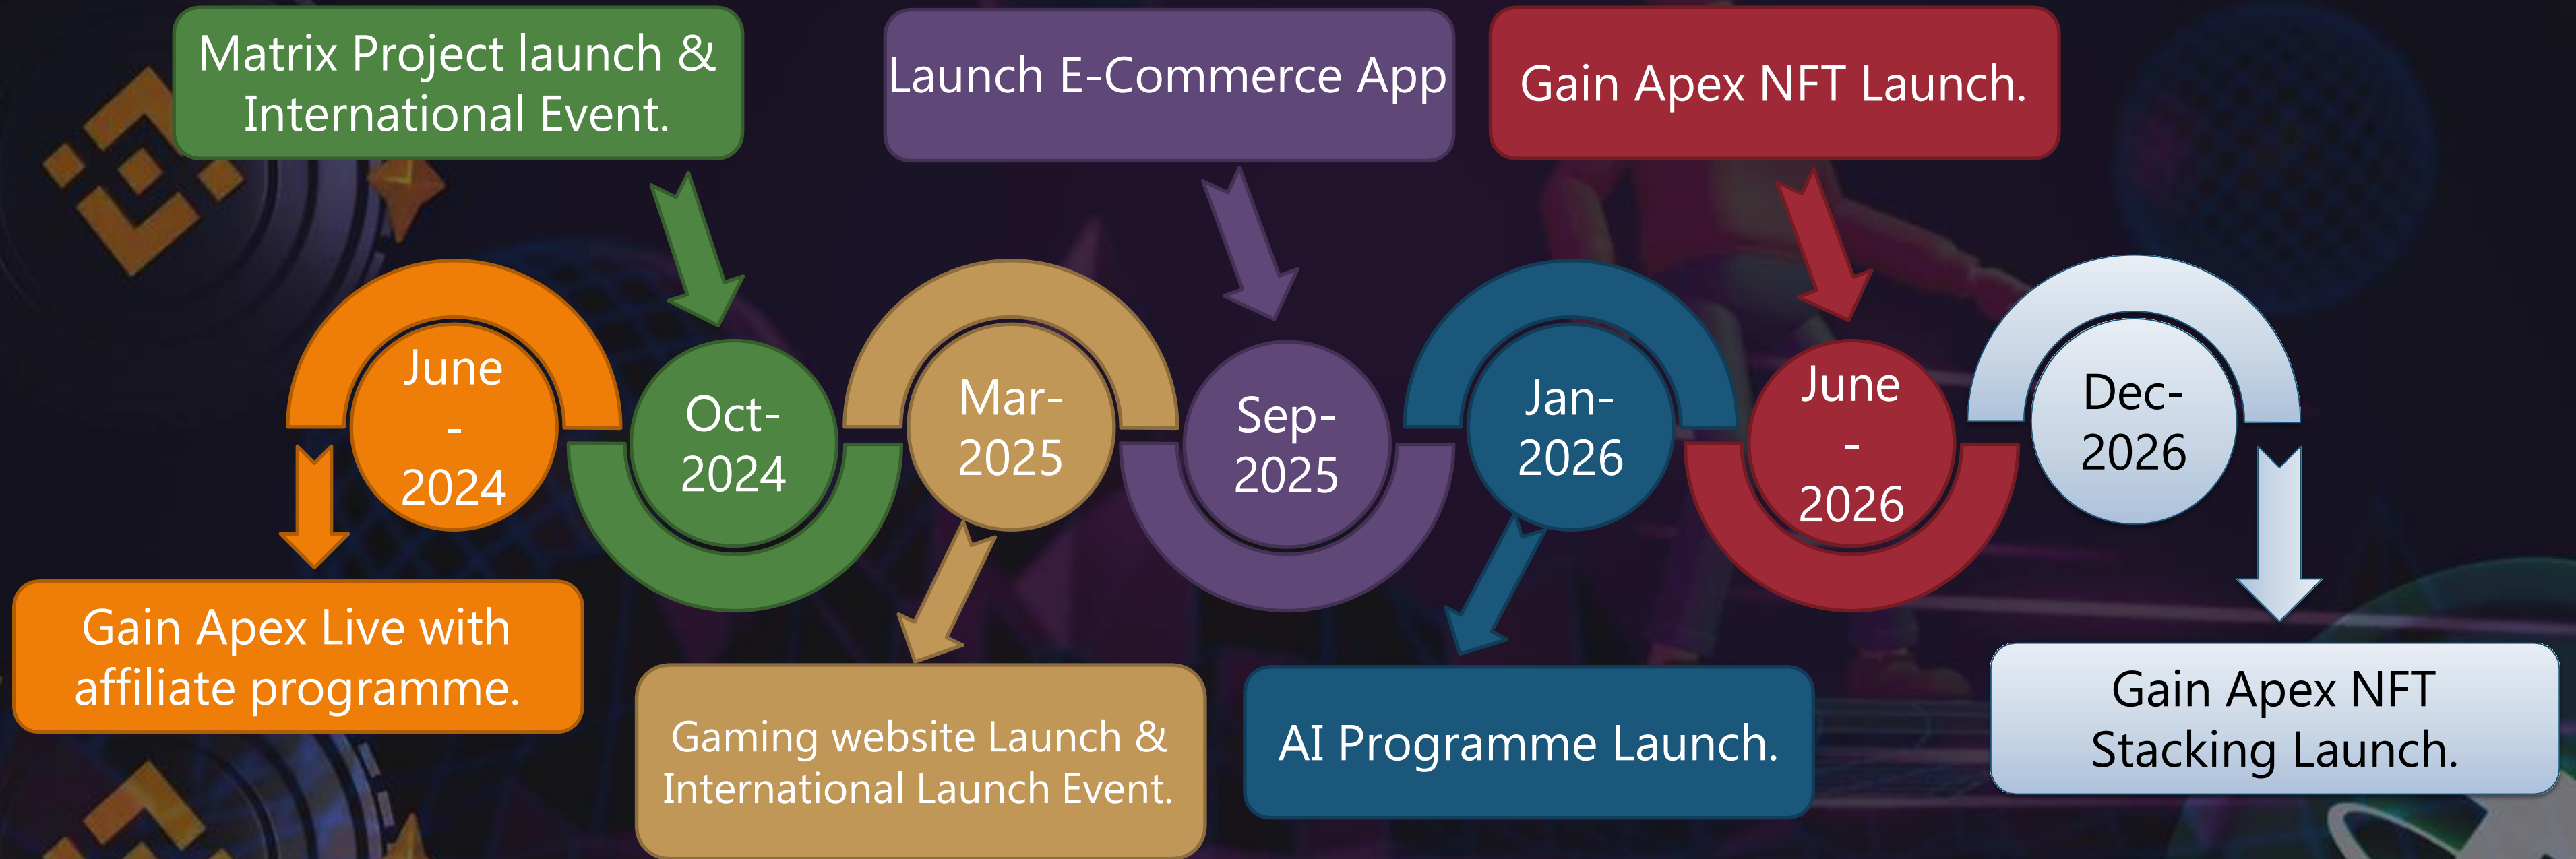 Matrix Project launch &
International Event.
Launch E-Commerce App
Gain Apex NFT Launch.
June
-
2024
Oct-
2024
Mar-
2025
Sep-
2025
Jan-
2026
June
-
2026
Dec-
2026
Gain Apex Live with
affiliate programme.
Gaming website Launch &
International Launch Event.
AI Programme Launch.
Gain Apex NFT
Stacking Launch.